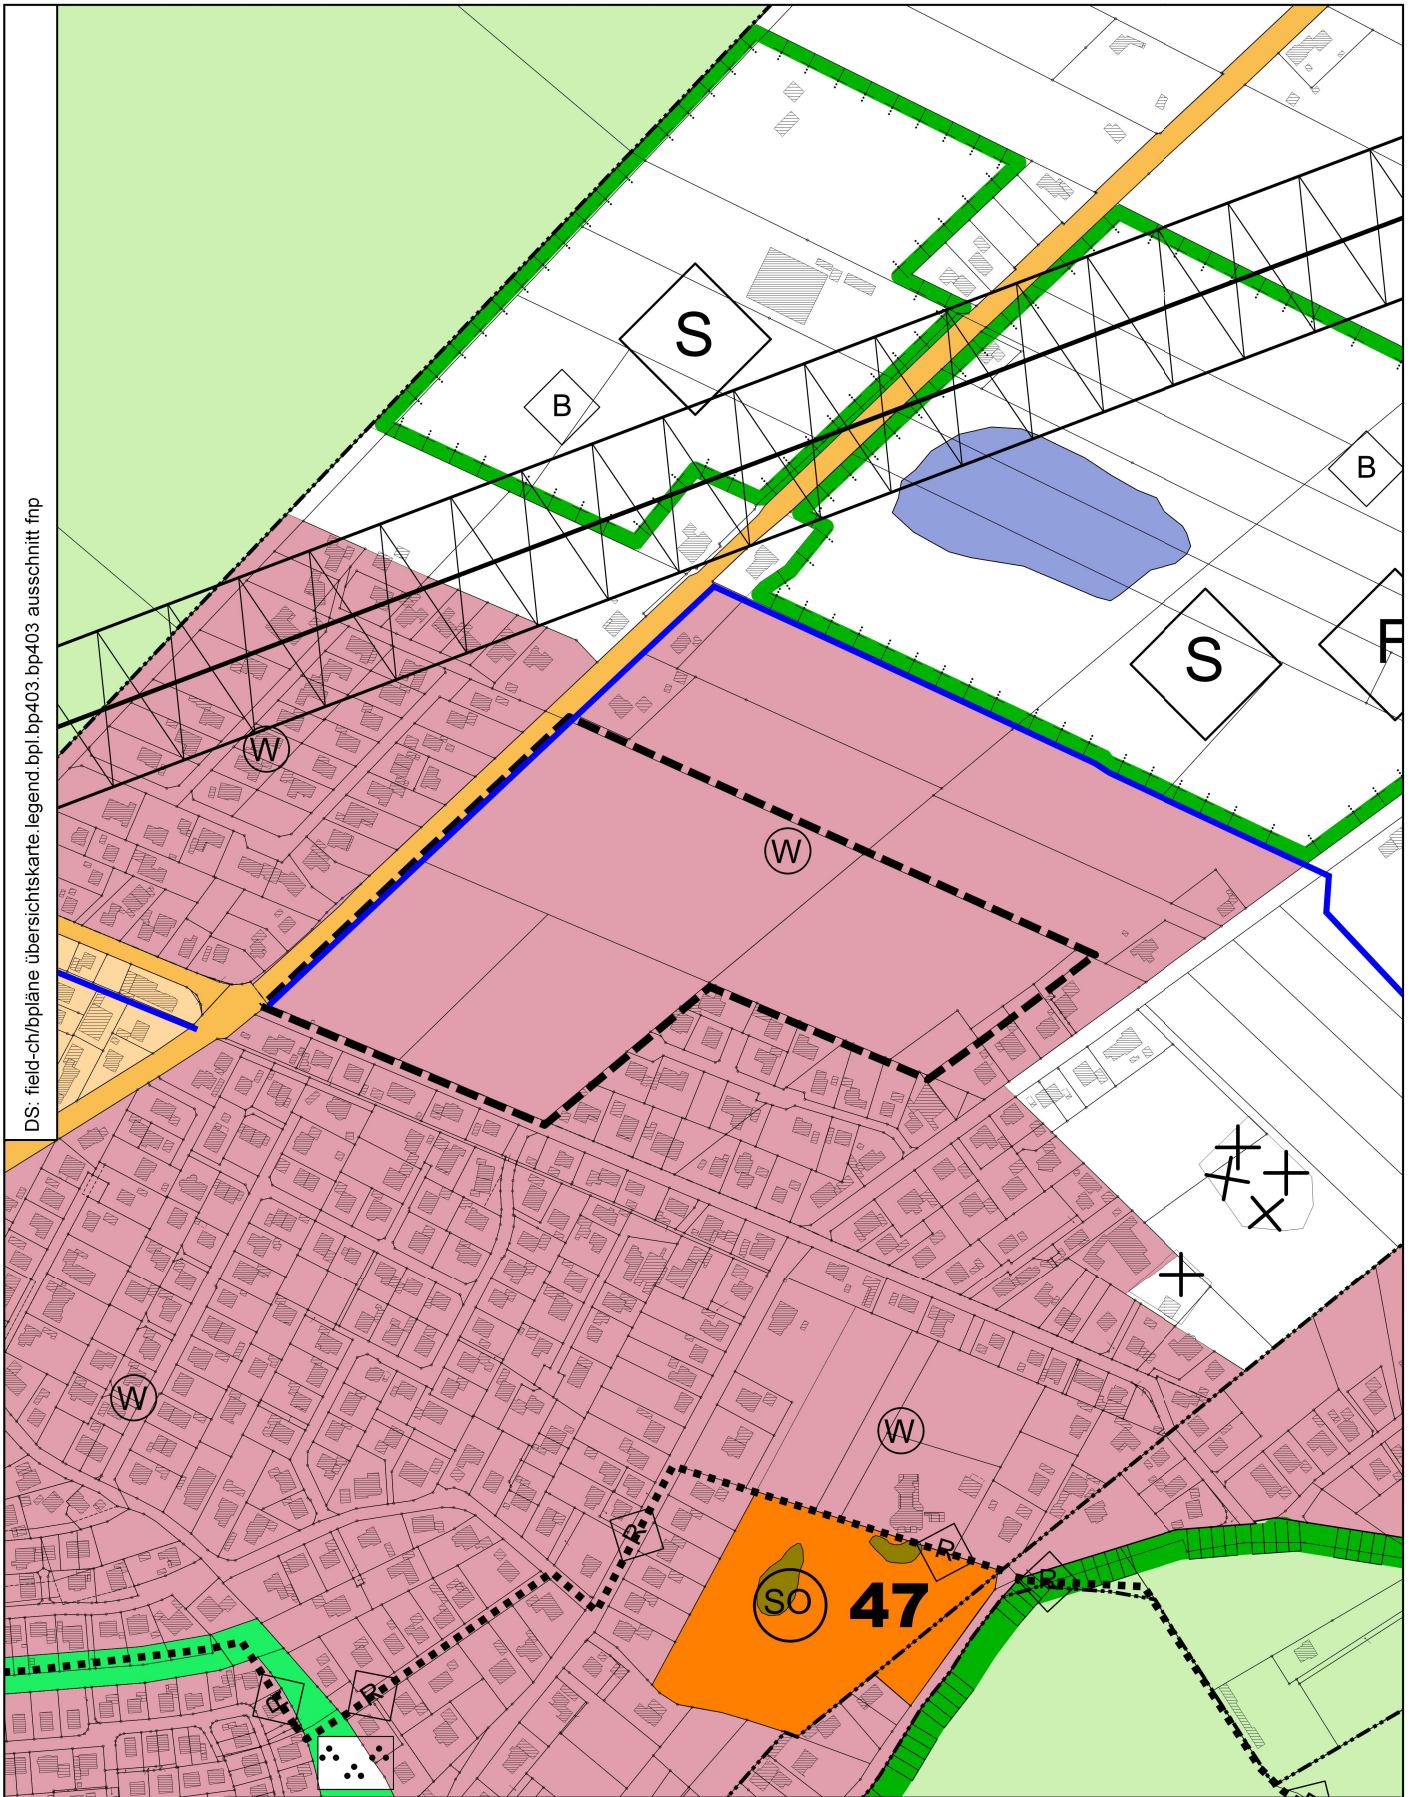 DS: field-ch/bpläne übersichtskarte.legend.bpl.bp403.bp403 ausschnitt fnp
S
B
B
S
F
W
W
W
W
R
R
R
SO 47
R
R